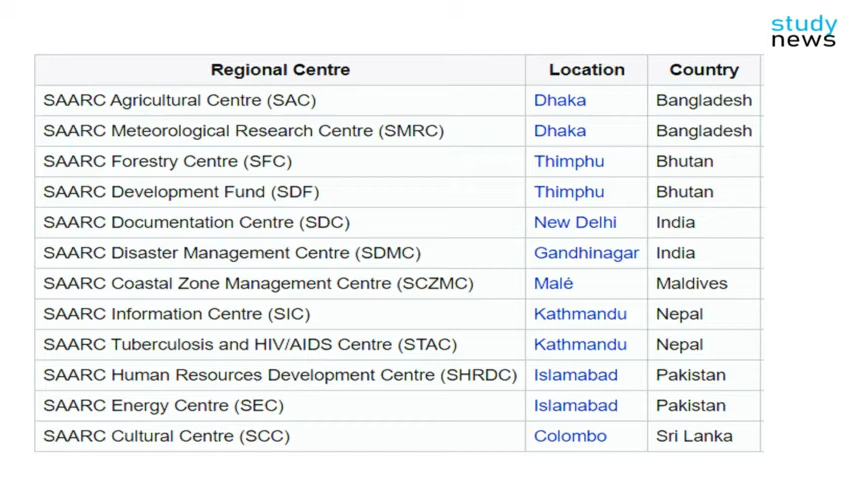 study
news
Regional Centre Location Country
SAARC Agricultural Centre (SAC) Dhaka Bangladesh
SAARC Meteorological Research Centre (SMRC) Dhaka Bangladesh
SAARC Forestry Centre (SFC) Thimphu Bhutan
SAARC Development Fund (SDF) Thimphu Bhutan
SAARC Documentation Centre (SDC) New Delhi India
SAARC Disaster Management Centre (SDMC) Gandhinagar India
SAARC Coastal Zone Management Centre (SCZMC) Malé Maldives
SAARC Information Centre (SIC) Kathmandu Nepal
SAARC Tuberculosis and HIV/AIDS Centre (STAC) Kathmandu Nepal
SAARC Human Resources Development Centre (SHRDC) Islamabad Pakistan
SAARC Energy Centre (SEC) Islamabad Pakistan
SAARC Cultural Centre (SCC) Colombo Sri Lanka